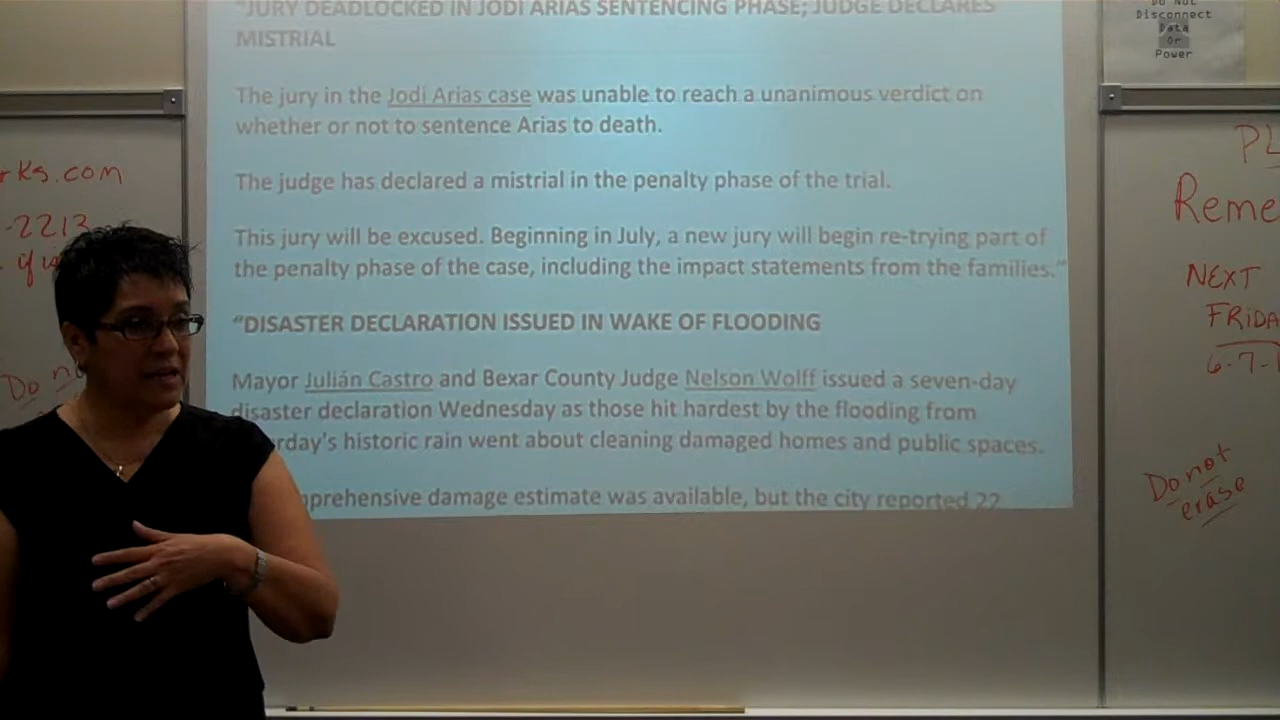 "JURY DEADLOCKED IN JODI ARIAS SENTENCING PHASE; JUDGE DECLARES
MISTRIAL
The jury in the Jodi Arias case was unable to reach a unanimous verdict on
whether or not to sentence Arias to death.
The judge has declared a mistrial in the penalty phase of the trial.
This jury will be excused. Beginning in July, a new jury will begin re-trying part of
the penalty phase of the case, including the impact statements from the families."
"DISASTER DECLARATION ISSUED IN WAKE OF FLOODING
Mayor Julián Castro and Bexar County Judge Nelson Wolff issued a seven-day
disaster declaration Wednesday as those hit hardest by the flooding from
rday's historic rain went about cleaning damaged homes and public spaces.
prehensive damage estimate was available, but the city reported 22
Do Not
Disconnect
Data
Or
Power
rks.com
-2213
Do
PL
Reme
NEXT
FRIDA
6-7-1
Do not
erase